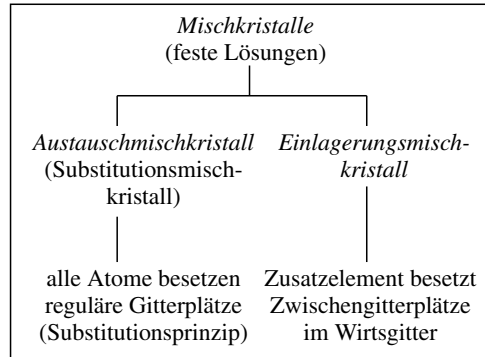 Mischkristalle
(feste Lösungen)
Austauschmischkristall
(Substitutionsmisch-
kristall)
Einlagerungsmisch-
kristall
alle Atome besetzen
reguläre Gitterplätze
(Substitutionsprinzip)
Zusatzelement besetzt
Zwischengitterplätze
im Wirtsgitter